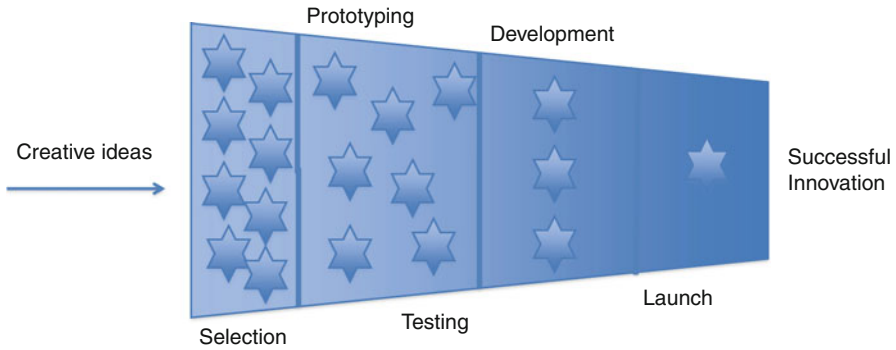 Prototyping
Development
Creative ideas
Successful
Innovation
Selection
Testing
Launch